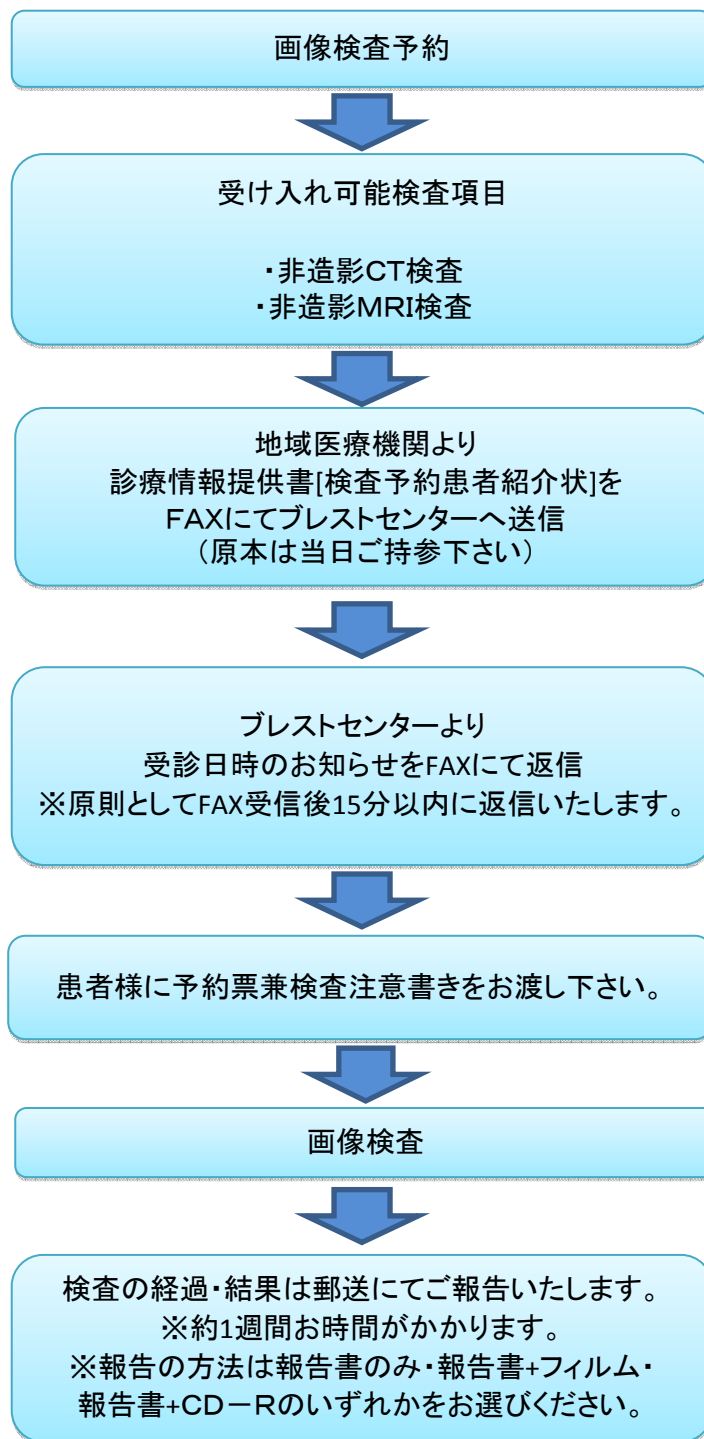 画像検査予約
受け入れ可能検査項目
・非造影CT検査
・非造影MRI検査
地域医療機関より
診療情報提供書[検査予約患者紹介状]を
FAXにてブレストセンターへ送信
（原本は当日ご持参下さい）
ブレストセンターより
受診日時のお知らせをFAXにて返信
※原則としてFAX受信後15分以内に返信いたします。
患者様に予約票兼検査注意書きをお渡し下さい。
画像検査
検査の経過・結果は郵送にてご報告いたします。
※約1週間お時間がかかります。
※報告の方法は報告書のみ・報告書+フィルム・
報告書+CD－Rのいずれかをお選びください。